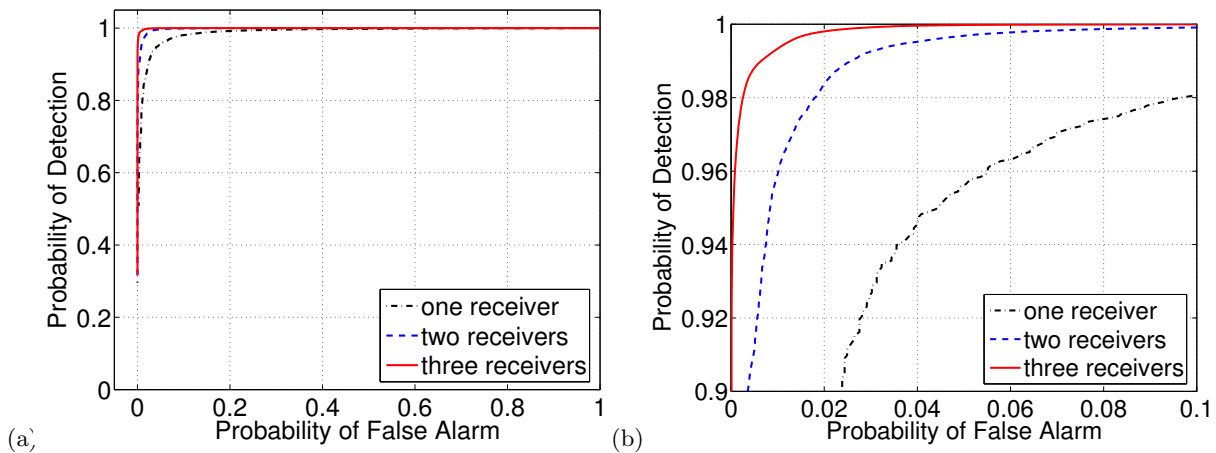 1
0.8
0.6
0.4
0.2
0
Probability of Detection
0 0.2 0.4 0.6 0.8 1
Probability of False Alarm
one receiver
two receivers
three receivers
(a)
1
0.98
0.96
0.94
0.92
0.9
Probability of Detection
0 0.02 0.04 0.06 0.08 0.1
Probability of False Alarm
one receiver
two receivers
three receivers
(b)